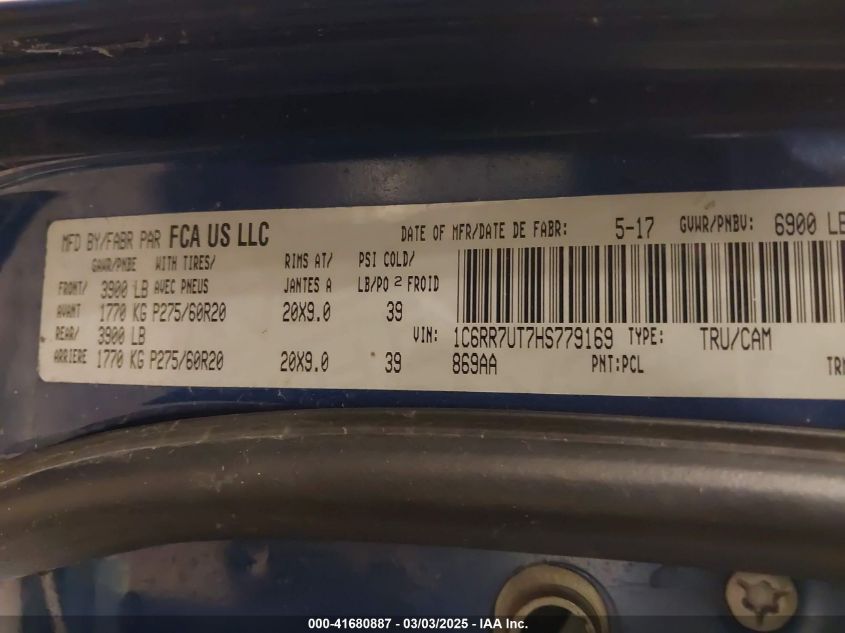 MFD BY/FABR PAR FCA US LLC DATE OF MFR/DATE DE FABR: 5-17 GVWR/PNBV: 6900 LB
GAWR/PNBE WITH TIRES/ RIMS AT/ PSI COLD/
FRONT/ 3900 LB AVEC PNEUS JANTES A LB/PO 2 FROID
AVANT 1770 KG P275/60R20 20X9.0 39
REAR/ 3900 LB VIN: 1C6RR7UT7HS779169 TYPE: TRU/CAM
ARRIERE 1770 KG P275/60R20 20X9.0 39 869AA PNT:PCL TRN
000-41680887 - 03/03/2025 - IAA Inc.